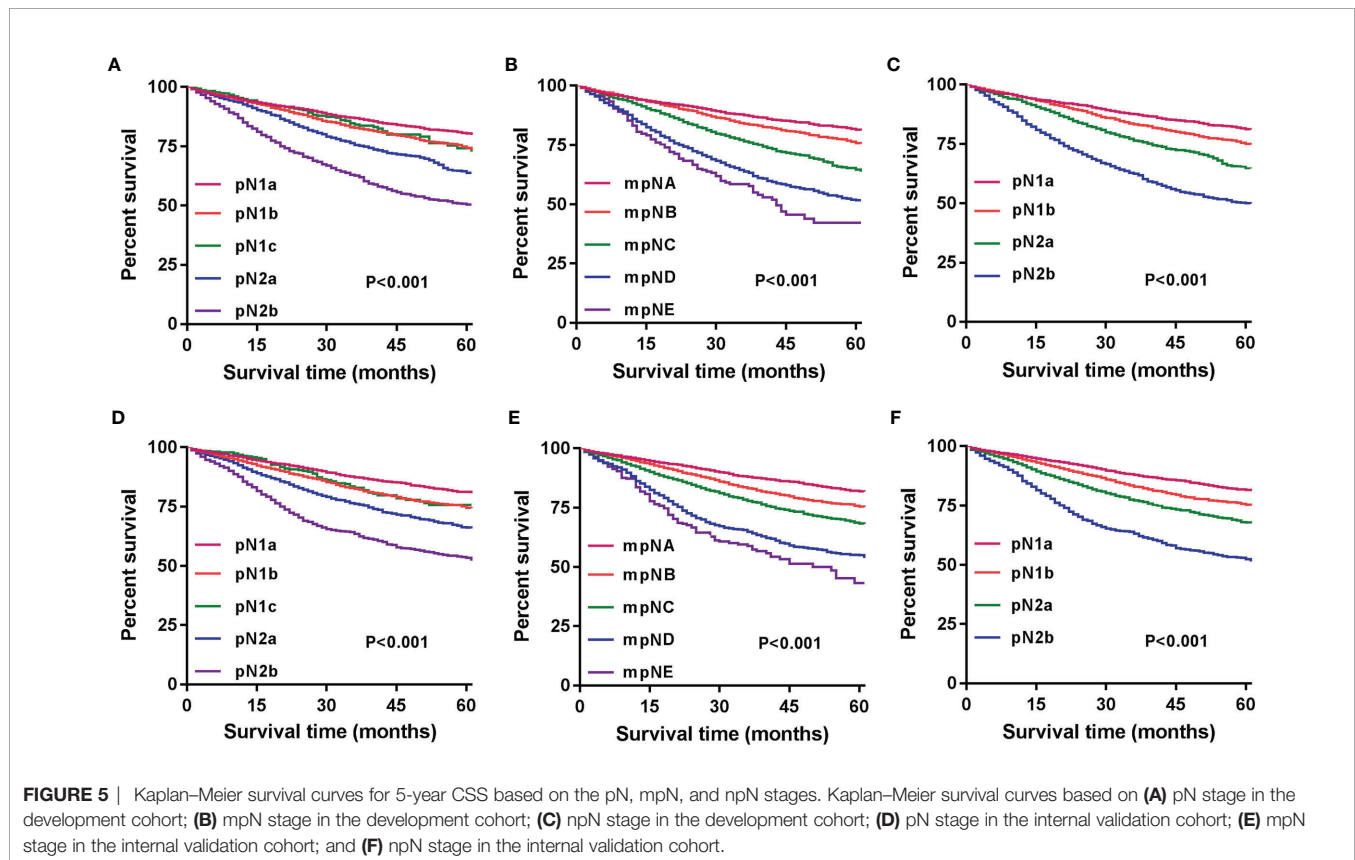 A
Percent survival
100
75
50
25
0
pN1a
pN1b
pN1c
pN2a
pN2b
P<0.001
0 15 30 45 60
Survival time (months)
B
Percent survival
100
75
50
25
0
mpNA
mpNB
mpNC
mpND
mpNE
P<0.001
0 15 30 45 60
Survival time (months)
C
Percent survival
100
75
50
25
0
pN1a
pN1b
pN2a
pN2b
P<0.001
0 15 30 45 60
Survival time (months)
D
Percent survival
100
75
50
25
0
pN1a
pN1b
pN1c
pN2a
pN2b
P<0.001
0 15 30 45 60
Survival time (months)
E
Percent survival
100
75
50
25
0
mpNA
mpNB
mpNC
mpND
mpNE
P<0.001
0 15 30 45 60
Survival time (months)
F
Percent survival
100
75
50
25
0
pN1a
pN1b
pN2a
pN2b
P<0.001
0 15 30 45 60
Survival time (months)
FIGURE 5 | Kaplan–Meier survival curves for 5-year CSS based on the pN, mpN, and npN stages. Kaplan–Meier survival curves based on (A) pN stage in the
development cohort; (B) mpN stage in the development cohort; (C) npN stage in the development cohort; (D) pN stage in the internal validation cohort; (E) mpN
stage in the internal validation cohort; and (F) npN stage in the internal validation cohort.